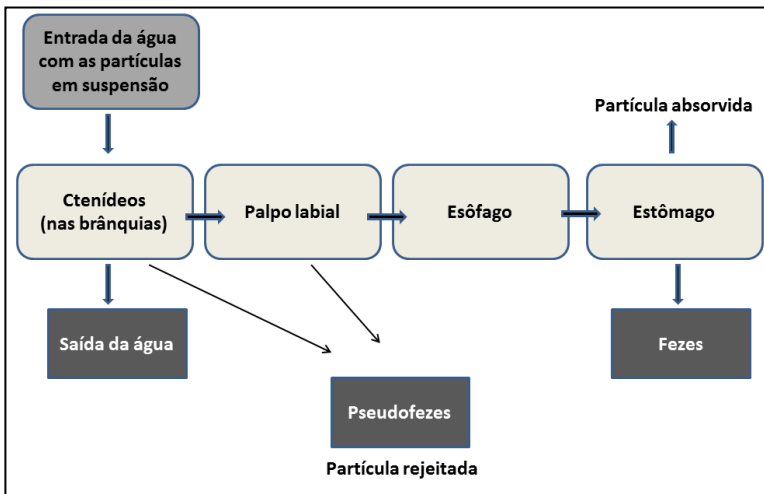 Entrada da água
com as partículas
em suspensão
Partícula absorvida
Ctenídeos
(nas brânquias)
Palpo labial
Esôfago
Estômago
Saída da água
Fezes
Pseudofezes
Partícula rejeitada